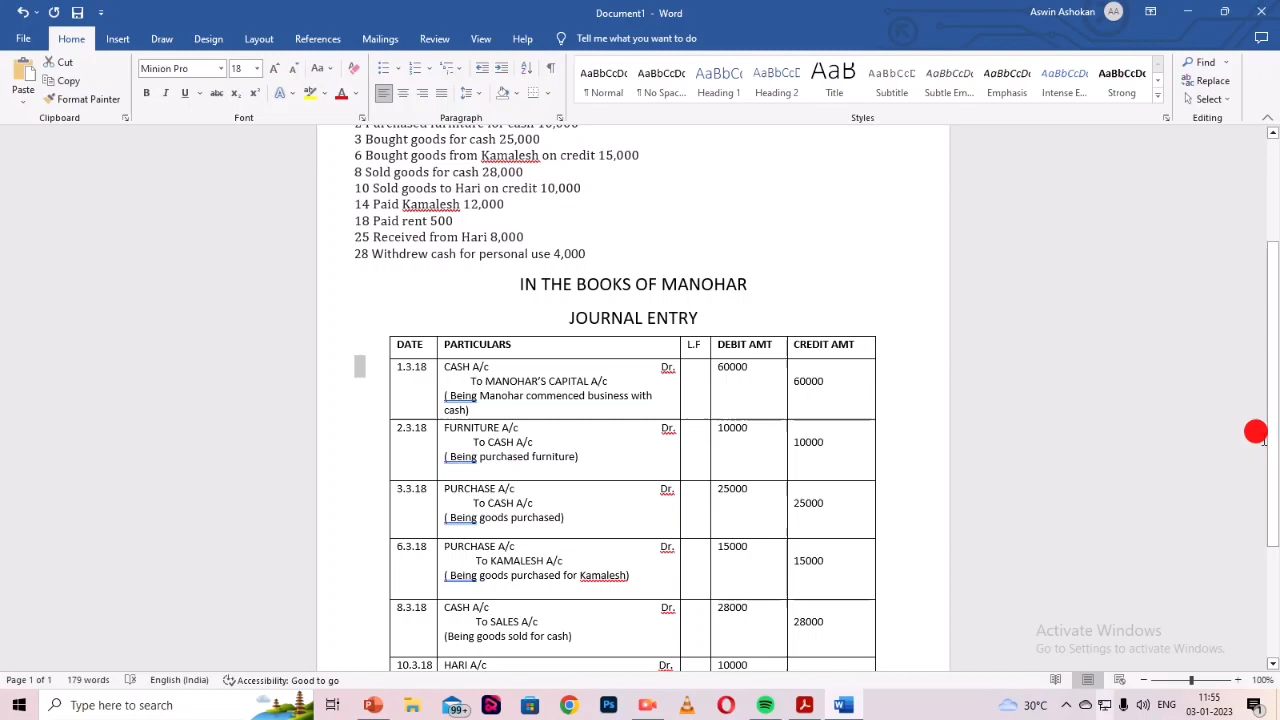 Document1 - Word
Aswin Ashokan
AA
File Home Insert Draw Design Layout References Mailings Review View Help Tell me what you want to do
Cut
Copy
Format Painter
Paste
Minion Pro 18
AaBbCcDc AaBbCcDc AaBbCc AaBbCcD AaB AaBbCcD AaBbCcDc AaBbCcDc AaBbCcDc AaBbCcDc
¶ Normal ¶ No Spac... Heading 1 Heading 2 Title Subtitle Subtle Em... Emphasis Intense E... Strong
Find
Replace
Select
Clipboard Font Paragraph Styles Editing
2 Purchased furniture for cash 10,000
3 Bought goods for cash 25,000
6 Bought goods from Kamalesh on credit 15,000
8 Sold goods for cash 28,000
10 Sold goods to Hari on credit 10,000
14 Paid Kamalesh 12,000
18 Paid rent 500
25 Received from Hari 8,000
28 Withdrew cash for personal use 4,000
IN THE BOOKS OF MANOHAR
JOURNAL ENTRY
DATE PARTICULARS L.F DEBIT AMT CREDIT AMT
1.3.18 CASH A/c Dr. 60000
To MANOHAR'S CAPITAL A/c 60000
( Being Manohar commenced business with
cash)
2.3.18 FURNITURE A/c Dr. 10000
To CASH A/c 10000
( Being purchased furniture)
3.3.18 PURCHASE A/c Dr. 25000
To CASH A/c 25000
( Being goods purchased)
6.3.18 PURCHASE A/c Dr. 15000
To KAMALESH A/c 15000
( Being goods purchased for Kamalesh)
8.3.18 CASH A/c Dr. 28000
To SALES A/c 28000
(Being goods sold for cash)
10.3.18 HARI A/c Dr. 10000
Activate Windows
Go to Settings to activate Windows.
Page 1 of 1 179 words English (India) Accessibility: Good to go 100%
Type here to search
99+
30°C
ENG
11:55
03-01-2023